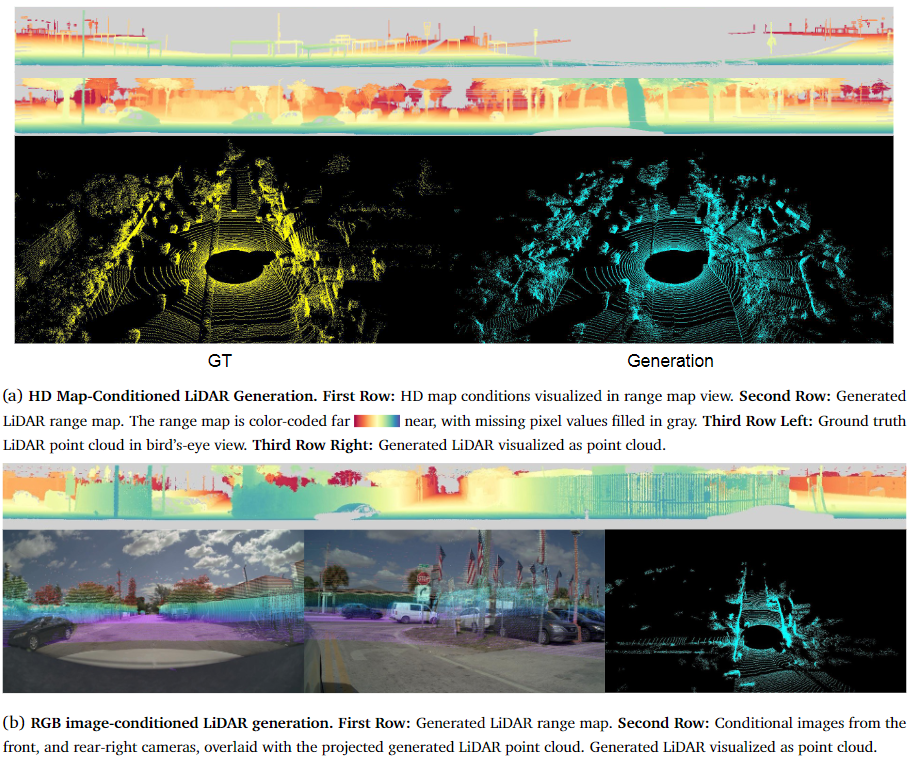 GT
Generation
(a) HD Map-Conditioned LiDAR Generation. First Row: HD map conditions visualized in range map view. Second Row: Generated
LiDAR range map. The range map is color-coded far near, with missing pixel values filled in gray. Third Row Left: Ground truth
LiDAR point cloud in bird's-eye view. Third Row Right: Generated LiDAR visualized as point cloud.
STOP
(b) RGB image-conditioned LiDAR generation. First Row: Generated LiDAR range map. Second Row: Conditional images from the
front, and rear-right cameras, overlaid with the projected generated LiDAR point cloud. Generated LiDAR visualized as point cloud.